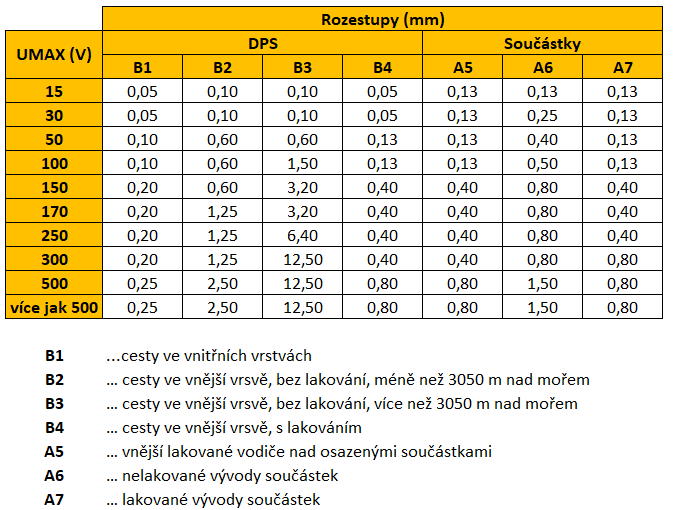 Rozestupy (mm)
UMAX (V) DPS Součástky
B1 B2 B3 B4 A5 A6 A7
15 0,05 0,10 0,10 0,05 0,13 0,13 0,13
30 0,05 0,10 0,10 0,05 0,13 0,25 0,13
50 0,10 0,60 0,60 0,13 0,13 0,40 0,13
100 0,10 0,60 1,50 0,13 0,13 0,50 0,13
150 0,20 0,60 3,20 0,40 0,40 0,80 0,40
170 0,20 1,25 3,20 0,40 0,40 0,80 0,40
250 0,20 1,25 6,40 0,40 0,40 0,80 0,40
300 0,20 1,25 12,50 0,40 0,40 0,80 0,80
500 0,25 2,50 12,50 0,80 0,80 1,50 0,80
více jak 500 0,25 2,50 12,50 0,80 0,80 1,50 0,80
B1 ...cesty ve vnitřních vrstvách
B2 ... cesty ve vnější vrsvě, bez lakování, méně než 3050 m nad mořem
B3 ... cesty ve vnější vrsvě, bez lakování, více než 3050 m nad mořem
B4 ... cesty ve vnější vrsvě, s lakováním
A5 ... vnější lakované vodiče nad osazenými součástkami
A6 ... nelakované vývody součástek
A7 ... lakované vývody součástek